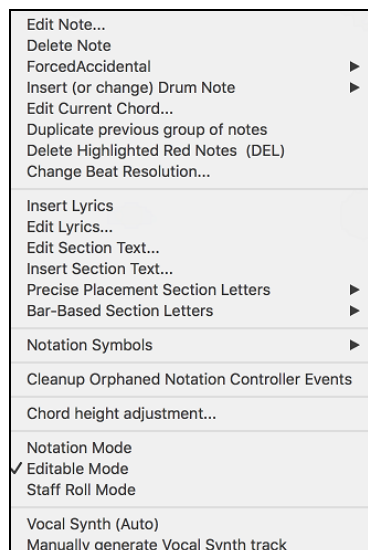 Edit Note...
Delete Note
ForcedAccidental
Insert (or change) Drum Note
Edit Current Chord...
Duplicate previous group of notes
Delete Highlighted Red Notes  (DEL)
Change Beat Resolution...
Insert Lyrics
Edit Lyrics...
Edit Section Text...
Insert Section Text...
Precise Placement Section Letters
Bar-Based Section Letters
Notation Symbols
Cleanup Orphaned Notation Controller Events
Chord height adjustment...
Notation Mode
✓ Editable Mode
Staff Roll Mode
Vocal Synth (Auto)
Manually generate Vocal Synth track